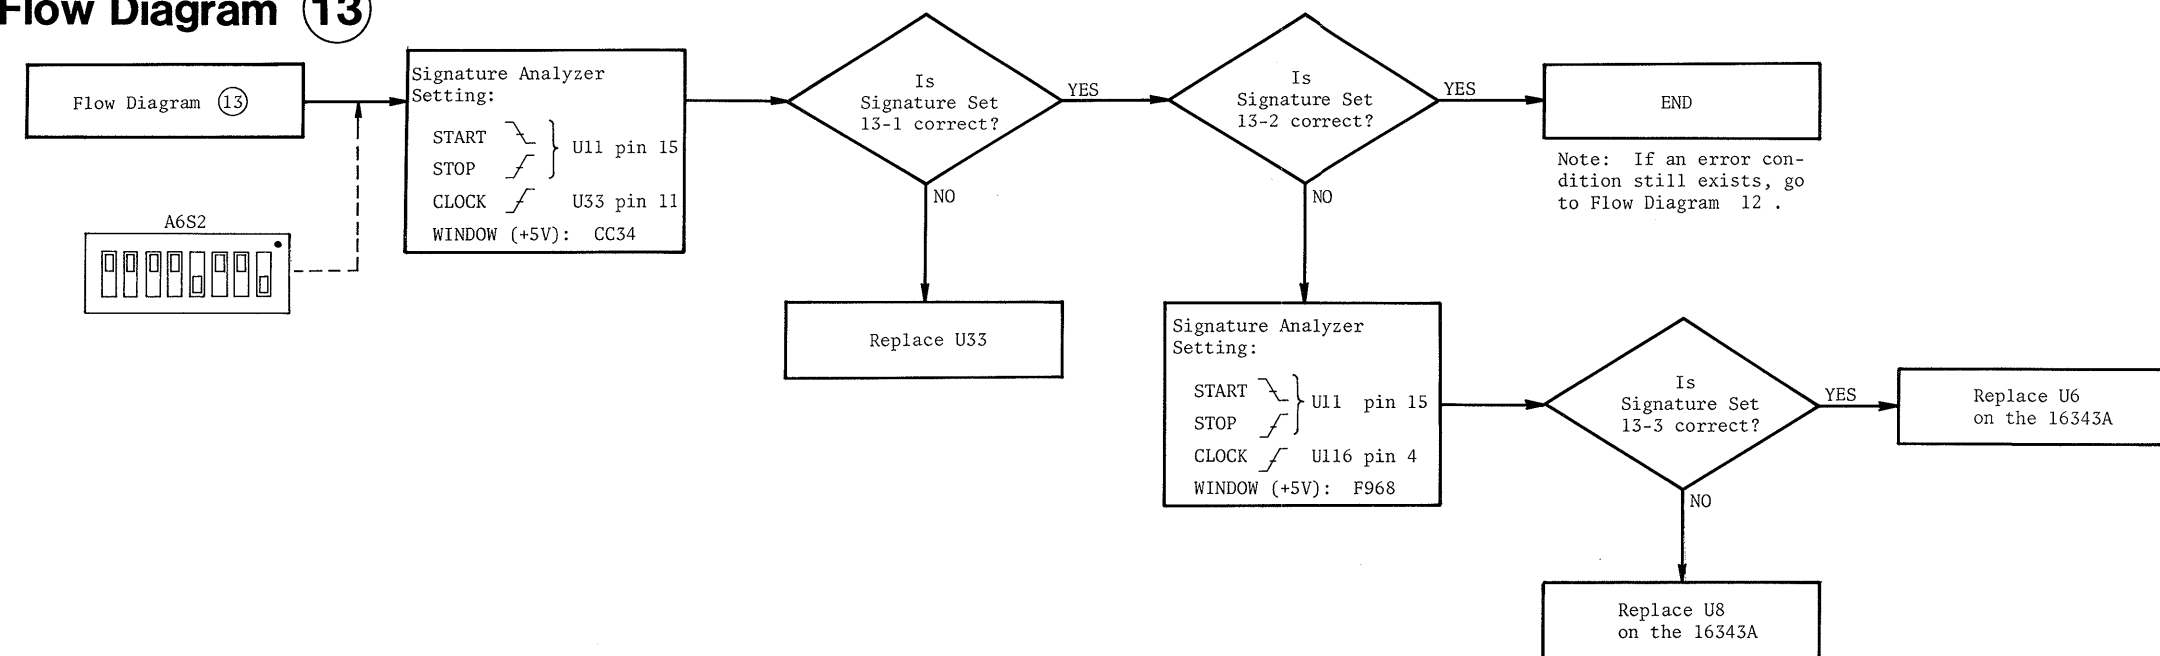 Flow Diagram 13
Flow Diagram 13
A6S2
Signature Analyzer
Setting:
START
STOP
U11 pin 15
CLOCK U33 pin 11
WINDOW (+5V): CC34
Is
Signature Set
13-1 correct?
YES
NO
Replace U33
Is
Signature Set
13-2 correct?
YES
NO
END
Note: If an error con-
dition still exists, go
to Flow Diagram 12 .
Signature Analyzer
Setting:
START
STOP
U11 pin 15
CLOCK U116 pin 4
WINDOW (+5V): F968
Is
Signature Set
13-3 correct?
YES
NO
Replace U6
on the 16343A
Replace U8
on the 16343A